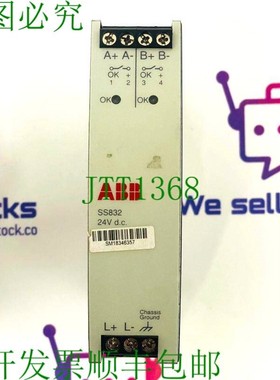 图必究
A+ A- B+ B-
OK OK
1 2 3 4
OK OK
JTT1368
ABB
SS832
24V d.c.
SM18346357
cks
stock.co
We sell
L+ L- Chassis Ground
开发票顺丰包邮